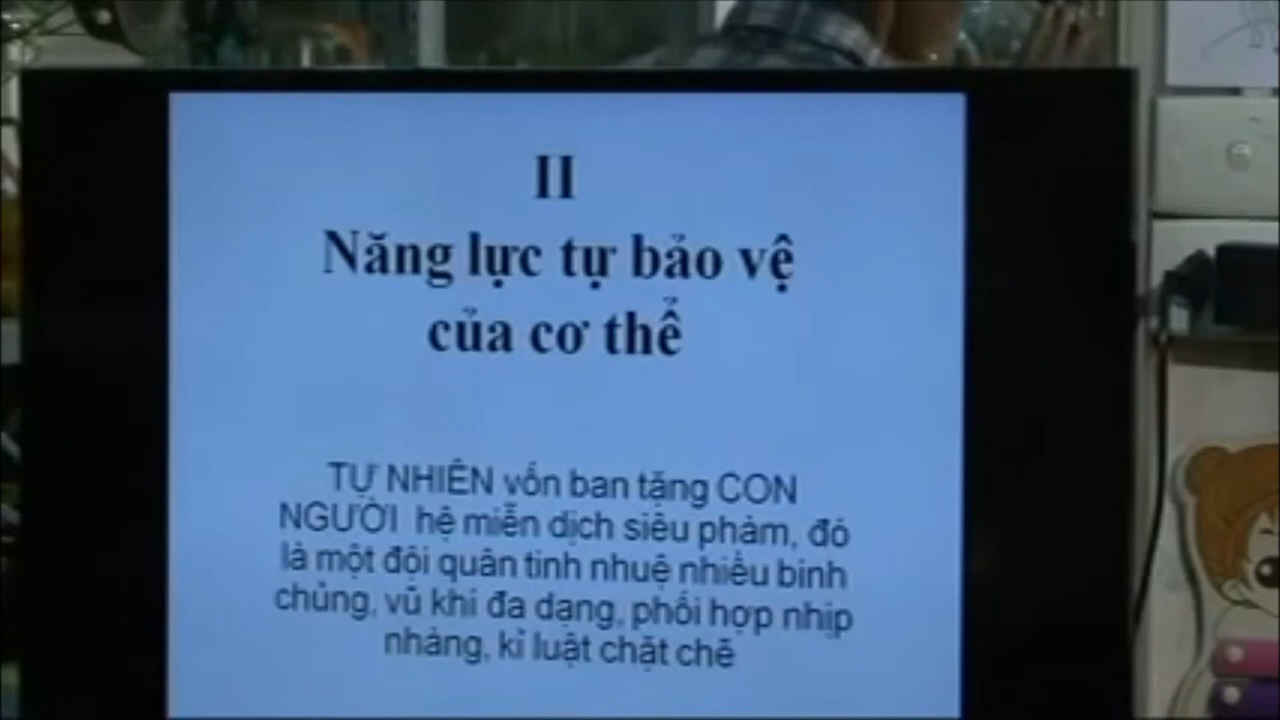 II
Năng lực tự bảo vệ
của cơ thể
TỰ NHIÊN vốn ban tặng CON
NGƯỜI hệ miễn dịch siêu phàm, đó
là một đội quân tinh nhuệ nhiều binh
chủng, vũ khí đa dạng, phối hợp nhịp
nhàng, kỉ luật chặt chẽ